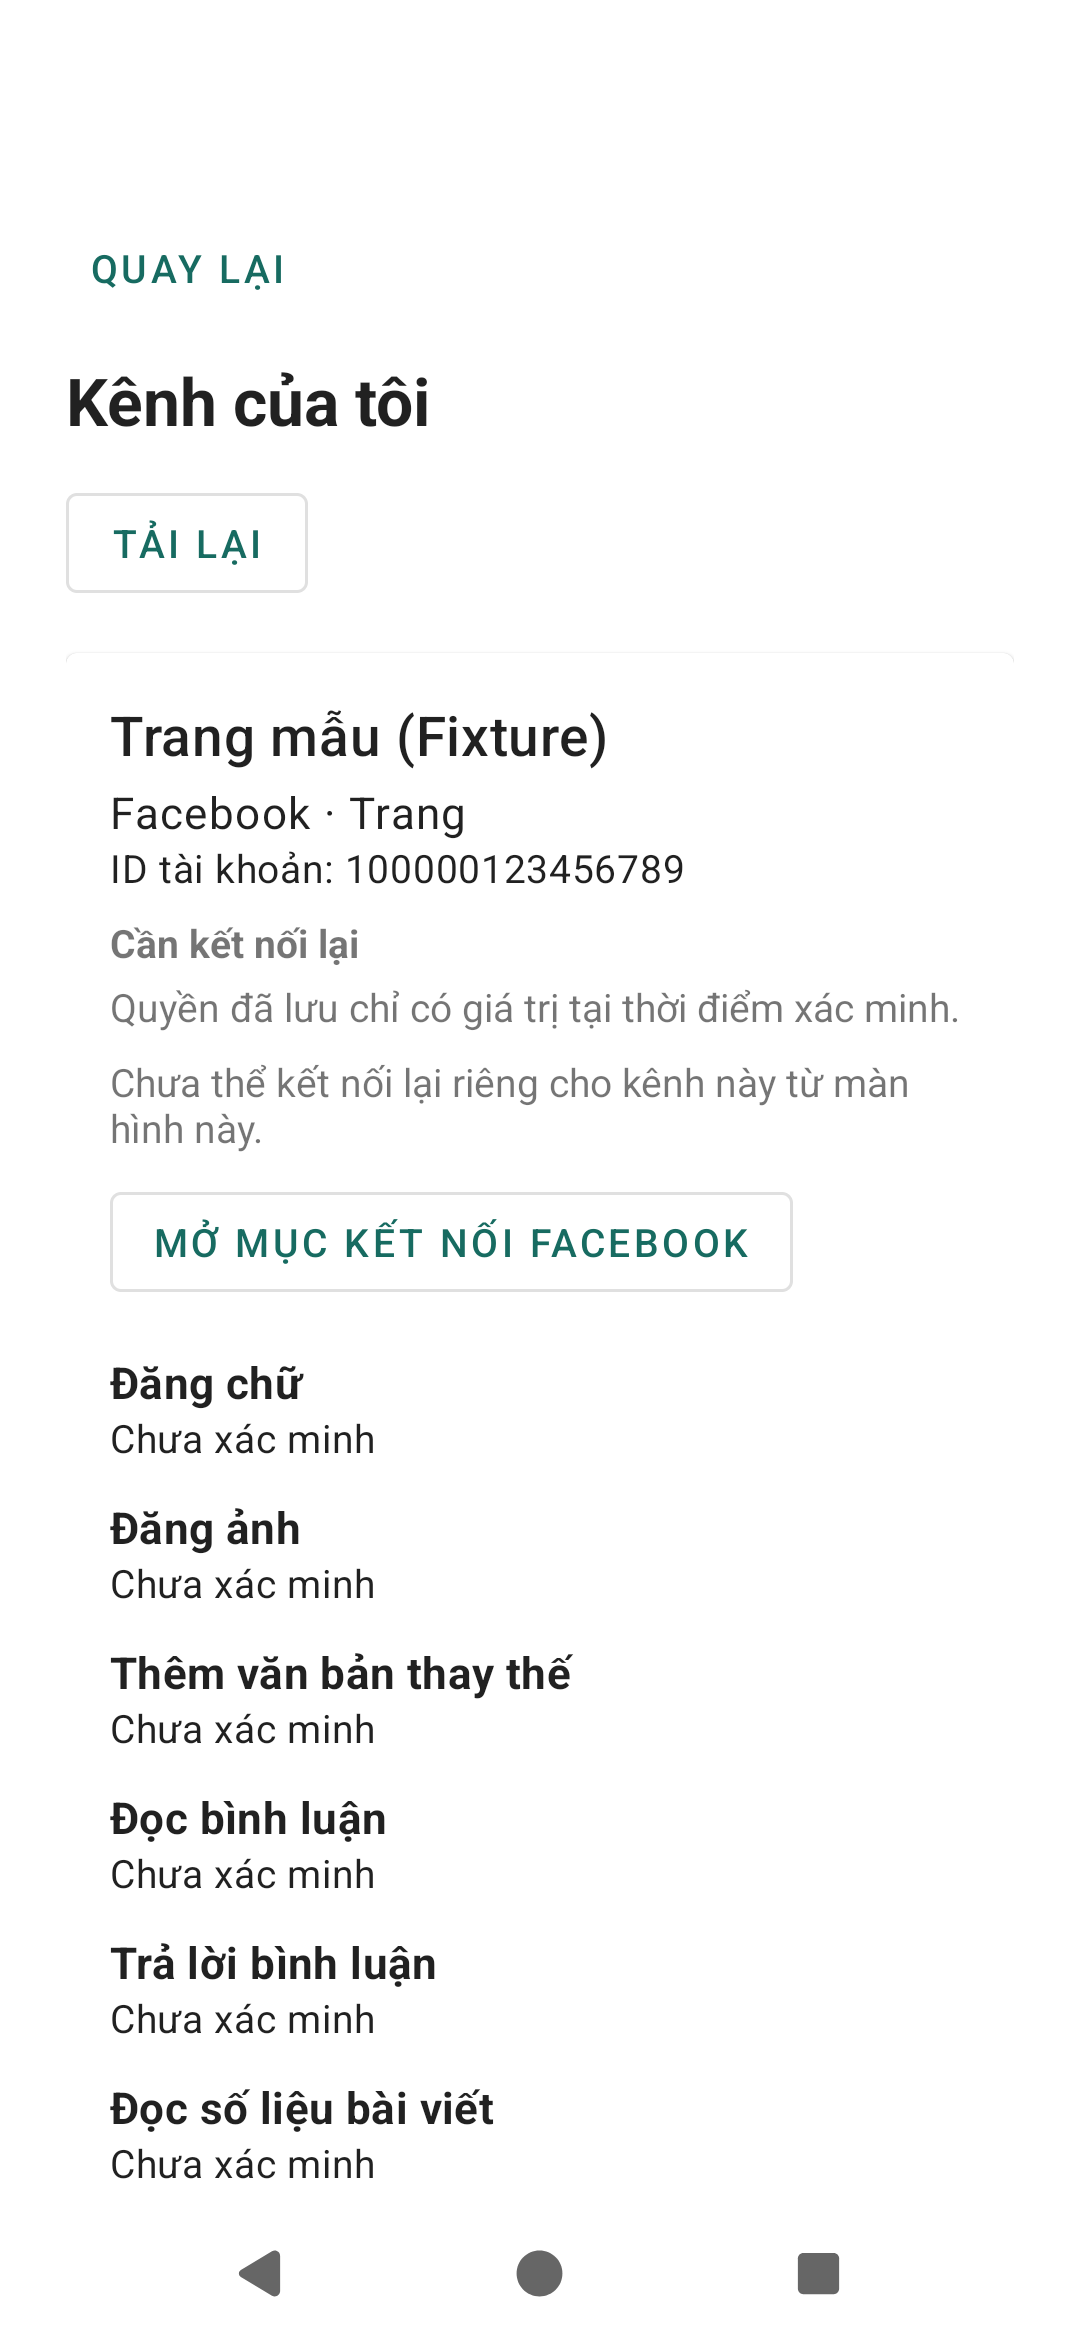 QUAY LẠI
Kênh của tôi
TẢI LẠI
Trang mẫu (Fixture)
Facebook · Trang
ID tài khoản: 100000123456789
Cần kết nối lại
Quyền đã lưu chỉ có giá trị tại thời điểm xác minh.
Chưa thể kết nối lại riêng cho kênh này từ màn
hình này.
MỞ MỤC KẾT NỐI FACEBOOK
Đăng chữ
Chưa xác minh
Đăng ảnh
Chưa xác minh
Thêm văn bản thay thế
Chưa xác minh
Đọc bình luận
Chưa xác minh
Trả lời bình luận
Chưa xác minh
Đọc số liệu bài viết
Chưa xác minh